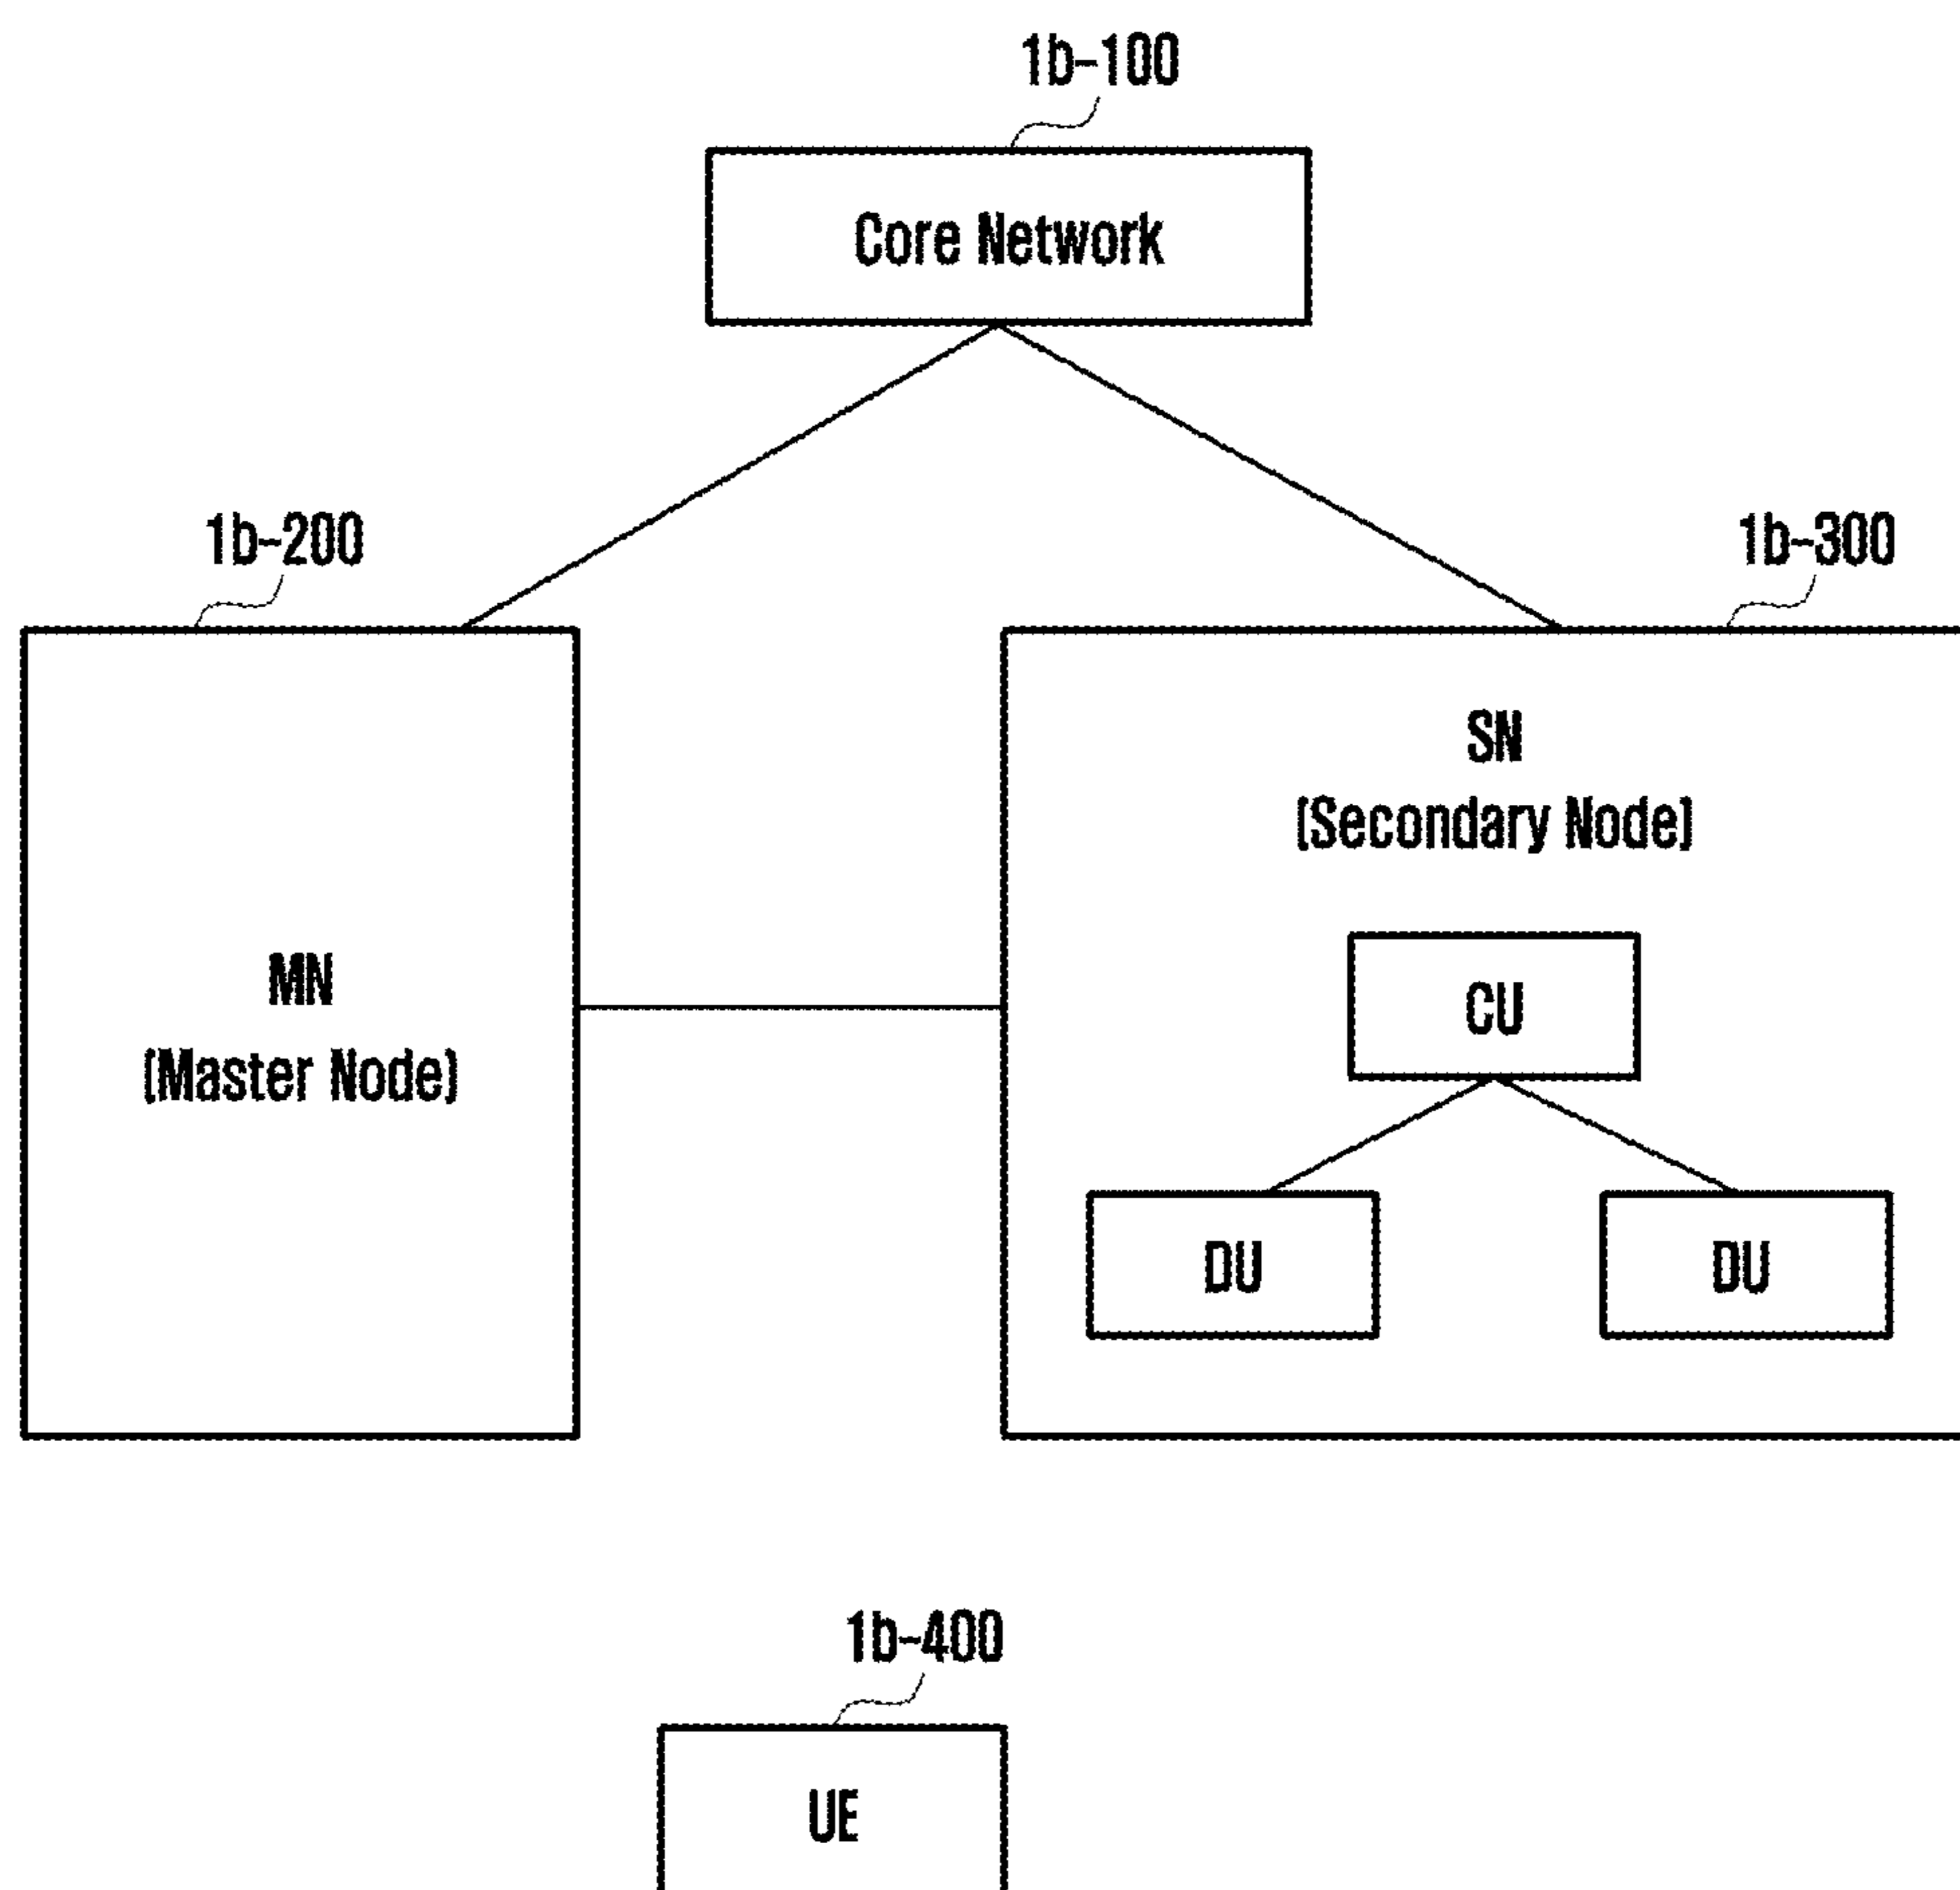 1b-100
Core Network
1b-200
1b-300
SN
(Secondary Node)
MN
(Master Node)
CU
DU
DU
1b-400
UE